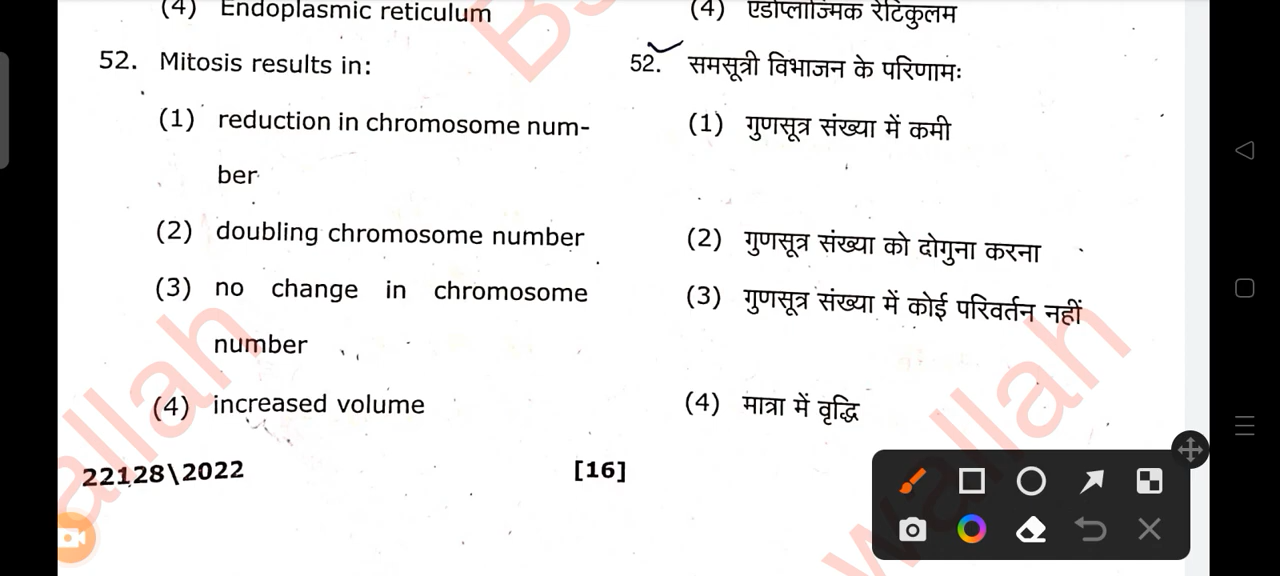 (4) Endoplasmic reticulum
52. Mitosis results in:
(1) reduction in chromosome num-
ber
(2) doubling chromosome number
(3) no change in chromosome
number
(4) increased volume
22128\2022
[16]
(4) एंडोप्लाज्मिक रेटिकुलम
52. समसूत्री विभाजन के परिणामः
(1) गुणसूत्र संख्या में कमी
(2) गुणसूत्र संख्या को दोगुना करना
(3) गुणसूत्र संख्या में कोई परिवर्तन नहीं
(4) मात्रा में वृद्धि
allah
wallah